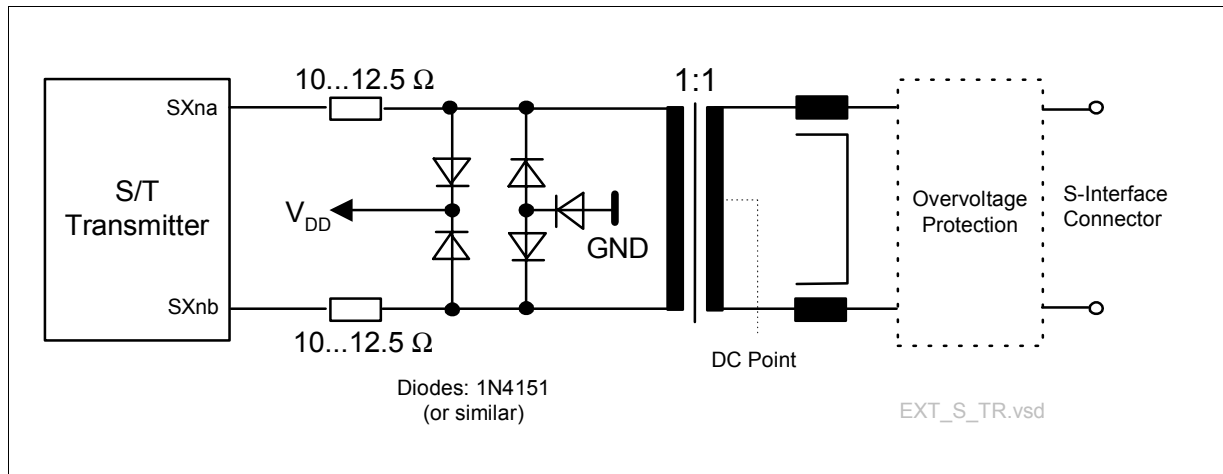 10...12.5 Ω
1:1
SXna
S/T
Transmitter
V_DD
GND
Overvoltage
Protection
S-Interface
Connector
SXnb
10...12.5 Ω
DC Point
Diodes: 1N4151
(or similar)
EXT_S_TR.vsd